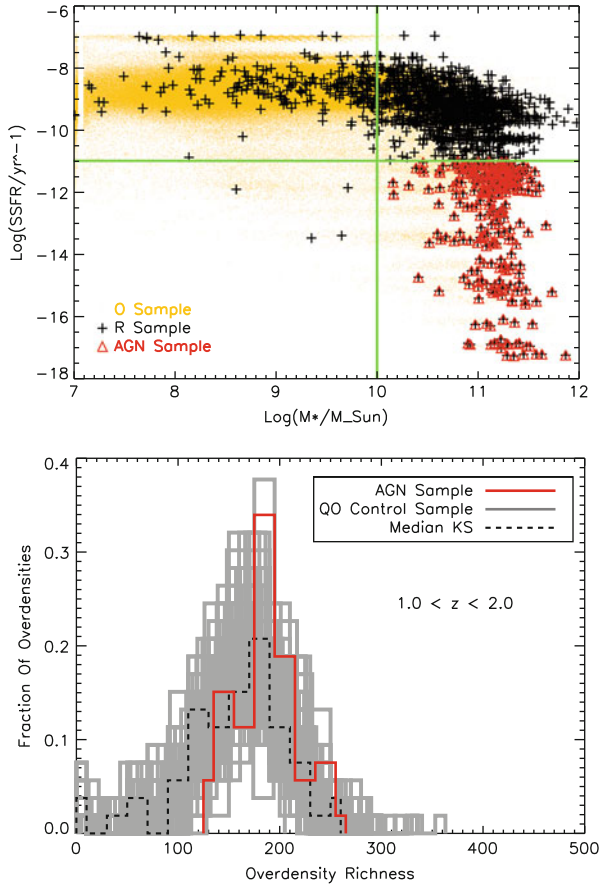 -6
-8
-10
-12
-14
-16
-18
Log(SSFR/yr^-1)
O Sample
R Sample
AGN Sample
7 8 9 10 11 12
Log(M*/M_Sun)
0.4
0.3
0.2
0.1
0.0
Fraction Of Overdensities
AGN Sample
QO Control Sample
Median KS
1.0 < z < 2.0
0 100 200 300 400 500
Overdensity Richness